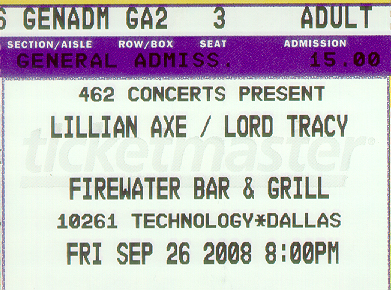 6 GENADM GA2 3 ADULT
SECTION/AISLE ROW/BOX SEAT ADMISSION
GENERAL ADMISS. 15.00
462 CONCERTS PRESENT
LILLIAN AXE / LORD TRACY
ticketmaster
FIREWATER BAR & GRILL
10261 TECHNOLOGY*DALLAS
FRI SEP 26 2008 8:00PM